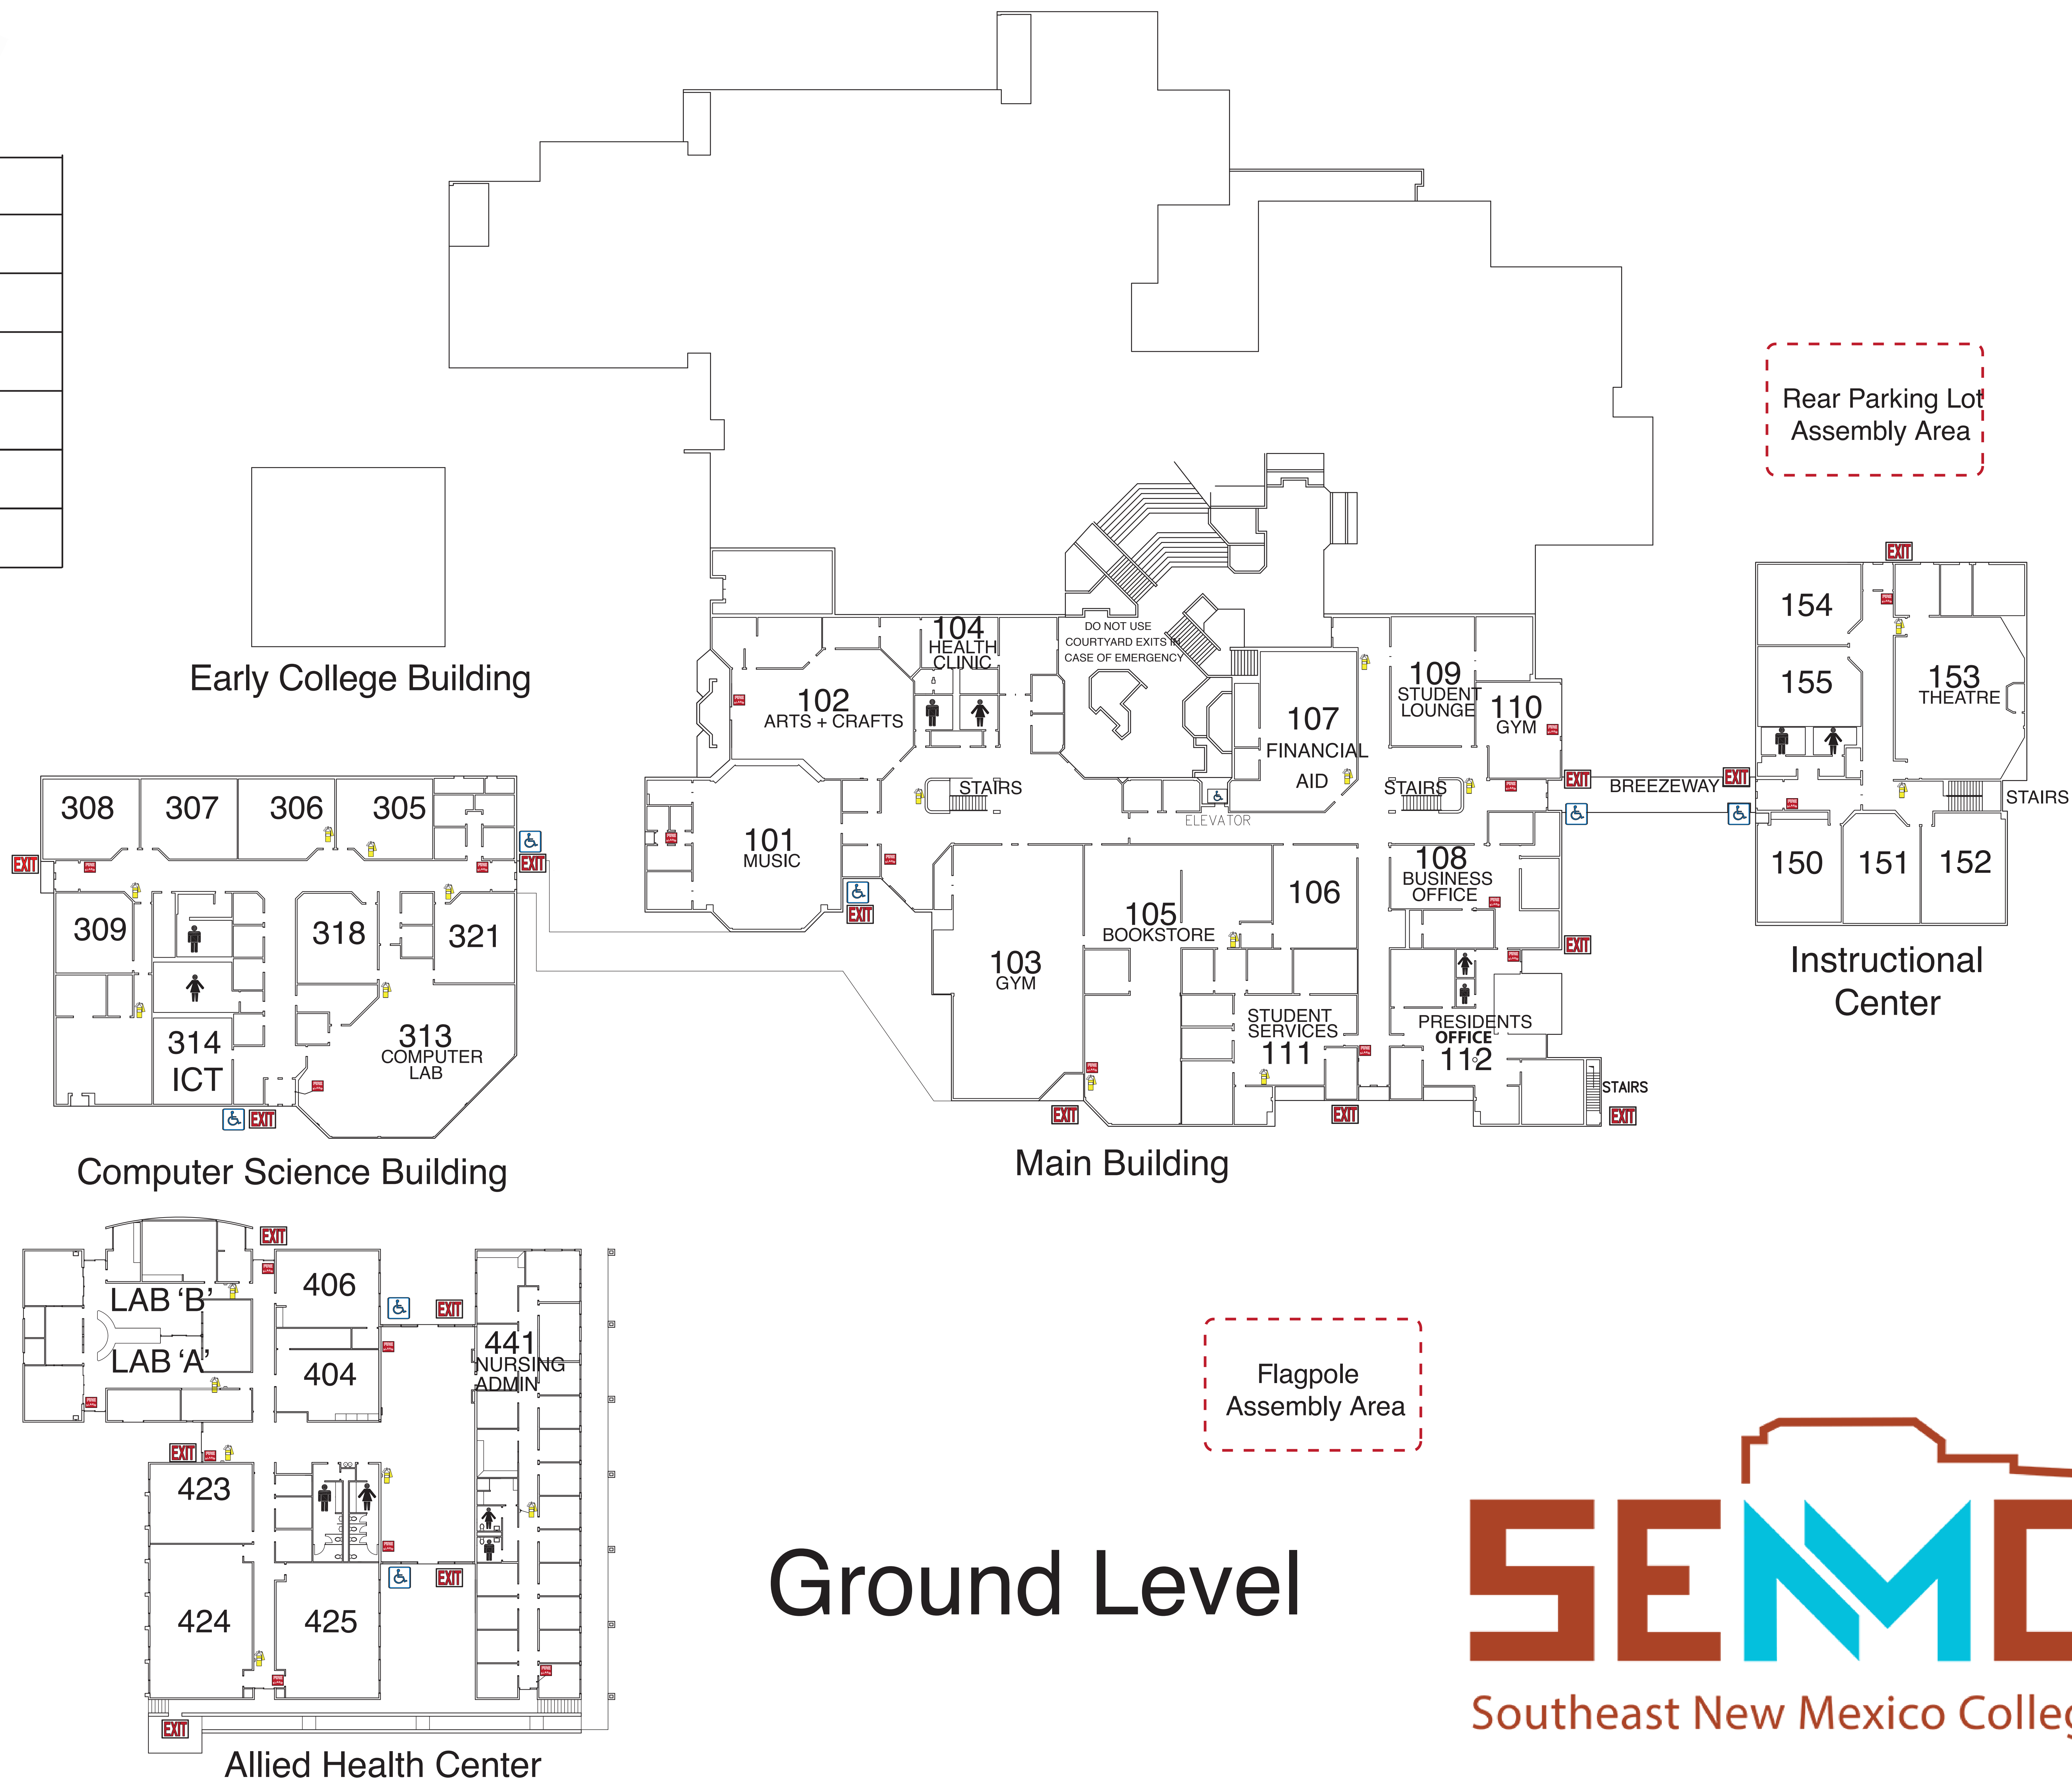 Rear Parking Lot
Assembly Area
Early College Building
104
HEALTH
CLINIC
DO NOT USE
COURTYARD EXITS IN
CASE OF EMERGENCY
102
ARTS + CRAFTS
107
FINANCIAL
AID
109
STUDENT
LOUNGE
110
GYM
EXIT
154
155
153
THEATRE
EXIT
BREEZEWAY
EXIT
STAIRS
STAIRS
STAIRS
ELEVATOR
308
307
306
305
EXIT
EXIT
101
MUSIC
EXIT
103
GYM
105
BOOKSTORE
106
108
BUSINESS
OFFICE
EXIT
150
151
152
Instructional
Center
309
318
321
314
ICT
313
COMPUTER
LAB
EXIT
STUDENT
SERVICES
111
PRESIDENTS
OFFICE
112
STAIRS
EXIT
EXIT
EXIT
Computer Science Building
Main Building
EXIT
LAB ‘B’
LAB ‘A’
406
404
EXIT
441
NURSING
ADMIN
Flagpole
Assembly Area
EXIT
423
424
425
EXIT
EXIT
Allied Health Center
Ground Level
SENMC
Southeast New Mexico Colleg